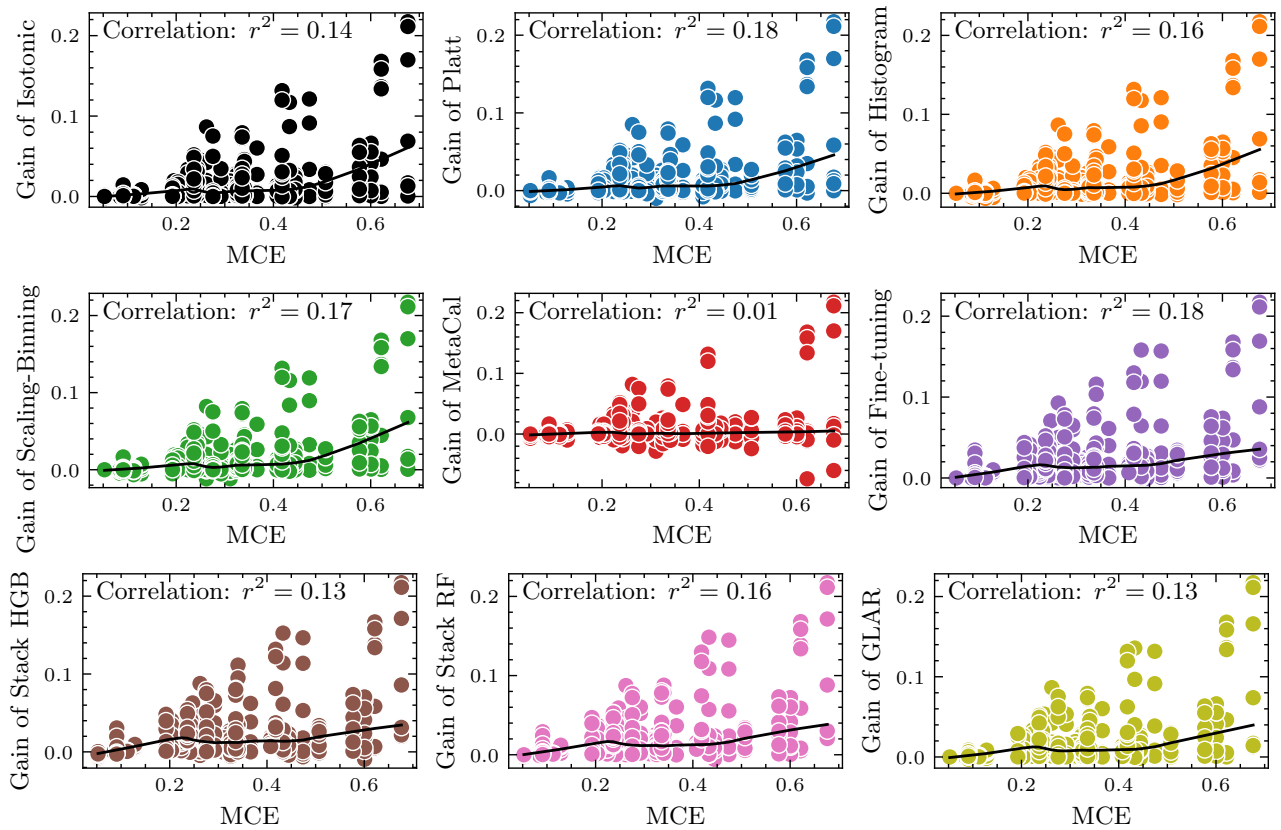 Gain of Isotonic
Correlation: r² = 0.14
0.2
0.1
0.0
0.2
0.4
0.6
MCE
Gain of Platt
Correlation: r² = 0.18
0.2
0.1
0.0
0.2
0.4
0.6
MCE
Gain of Histogram
Correlation: r² = 0.16
0.2
0.1
0.0
0.2
0.4
0.6
MCE
Gain of Scaling-Binning
Correlation: r² = 0.17
0.2
0.1
0.0
0.2
0.4
0.6
MCE
Gain of MetaCal
Correlation: r² = 0.01
0.2
0.1
0.0
0.2
0.4
0.6
MCE
Gain of Fine-tuning
Correlation: r² = 0.18
0.2
0.1
0.0
0.2
0.4
0.6
MCE
Gain of Stack HGB
Correlation: r² = 0.13
0.2
0.1
0.0
0.2
0.4
0.6
MCE
Gain of Stack RF
Correlation: r² = 0.16
0.2
0.1
0.0
0.2
0.4
0.6
MCE
Gain of GLAR
Correlation: r² = 0.13
0.2
0.1
0.0
0.2
0.4
0.6
MCE